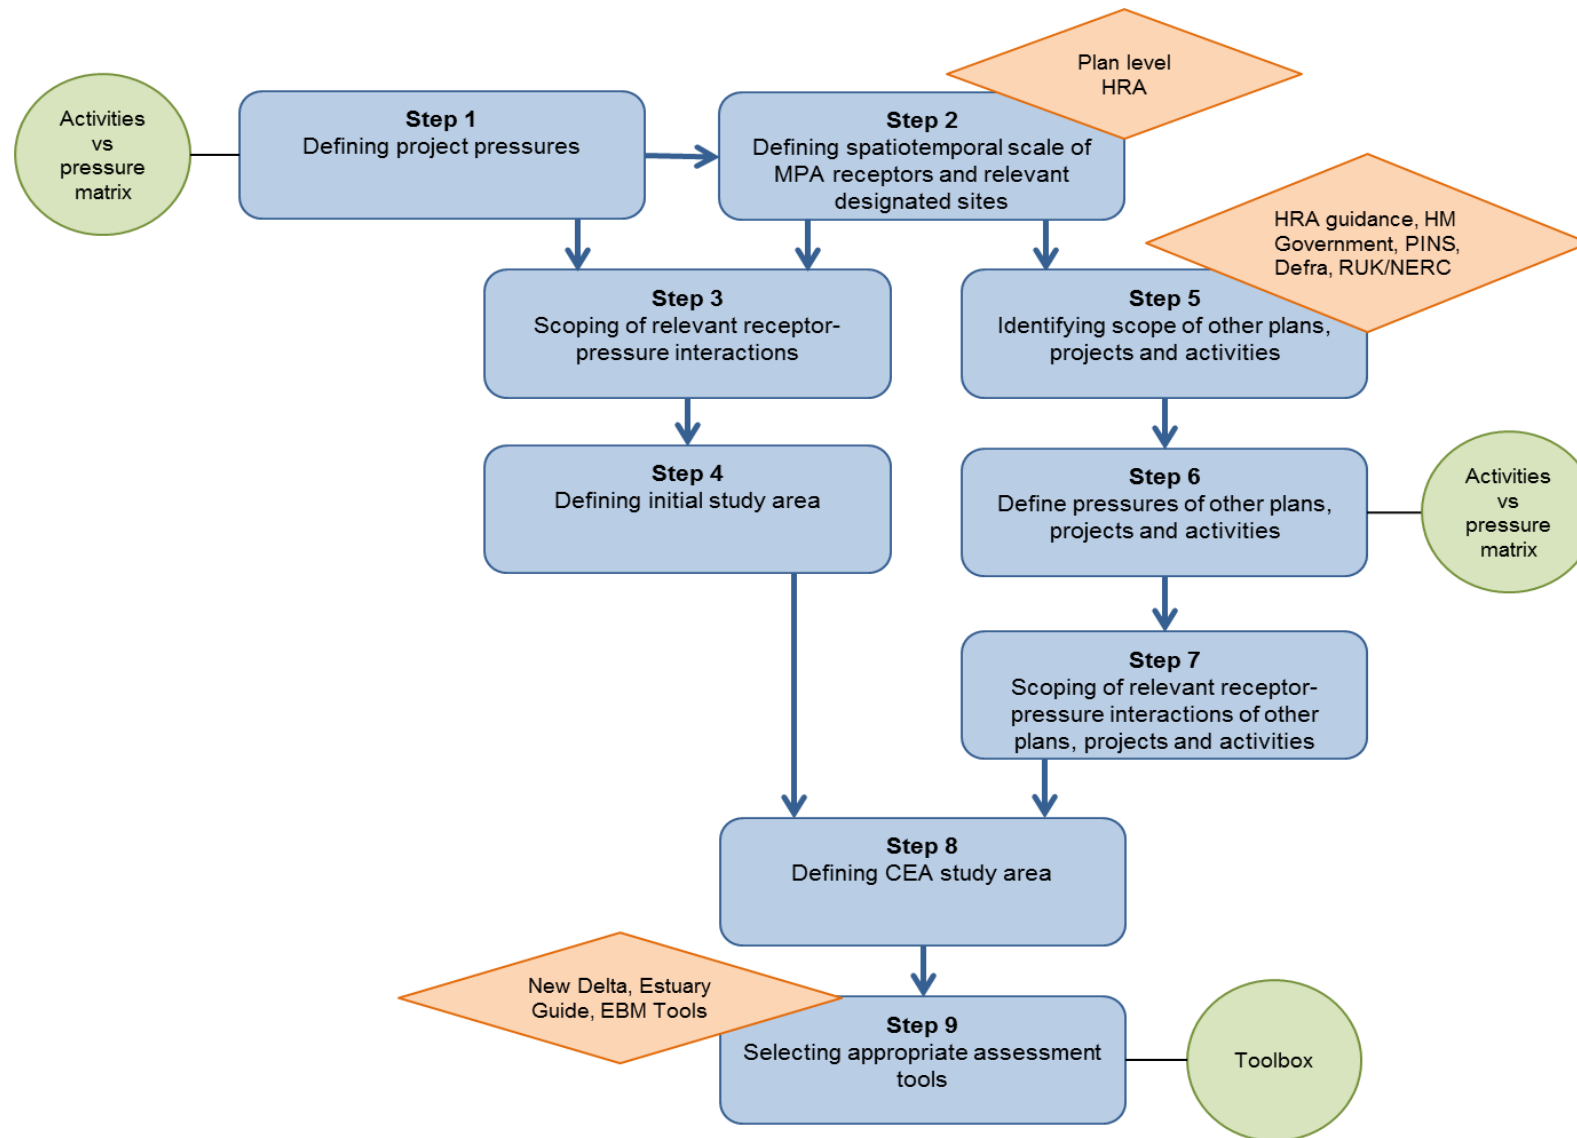 Plan level
HRA
Activities
vs
pressure
matrix
Step 1
Defining project pressures
Step 2
Defining spatiotemporal scale of
MPA receptors and relevant
designated sites
HRA guidance, HM
Government, PINS,
Defra, RUK/NERC
Step 3
Scoping of relevant receptor-
pressure interactions
Step 5
Identifying scope of other plans,
projects and activities
Step 4
Defining initial study area
Step 6
Define pressures of other plans,
projects and activities
Activities
vs
pressure
matrix
Step 7
Scoping of relevant receptor-
pressure interactions of other
plans, projects and activities
Step 8
Defining CEA study area
New Delta, Estuary
Guide, EBM Tools
Step 9
Selecting appropriate assessment
tools
Toolbox